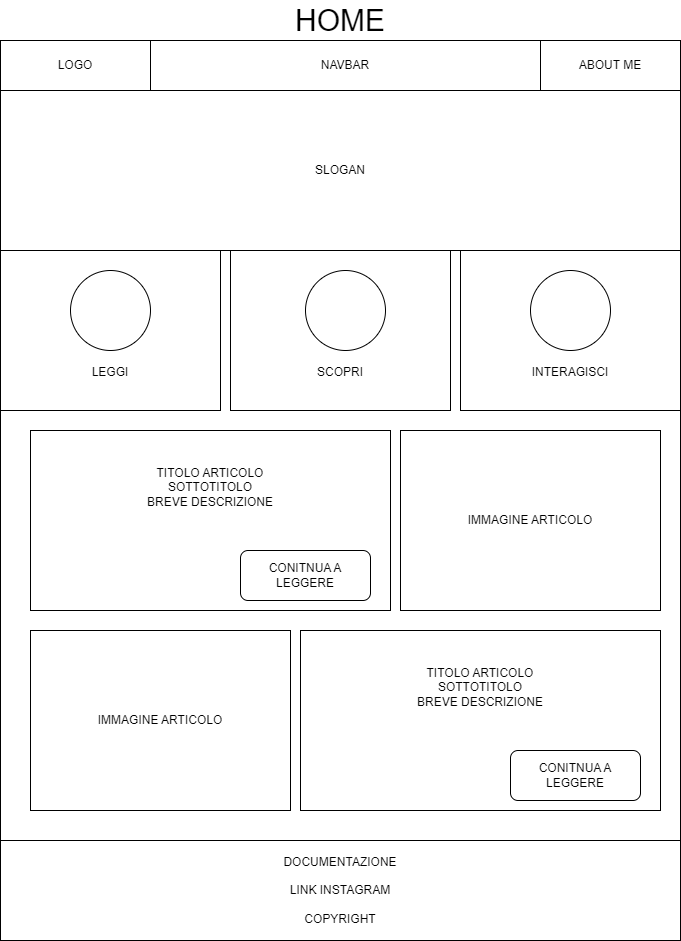 HOME
LOGO
NAVBAR
ABOUT ME
SLOGAN
LEGGI
SCOPRI
INTERAGISCI
TITOLO ARTICOLO
SOTTOTITOLO
BREVE DESCRIZIONE
CONITNUA A
LEGGERE
IMMAGINE ARTICOLO
IMMAGINE ARTICOLO
TITOLO ARTICOLO
SOTTOTITOLO
BREVE DESCRIZIONE
CONITNUA A
LEGGERE
DOCUMENTAZIONE
LINK INSTAGRAM
COPYRIGHT